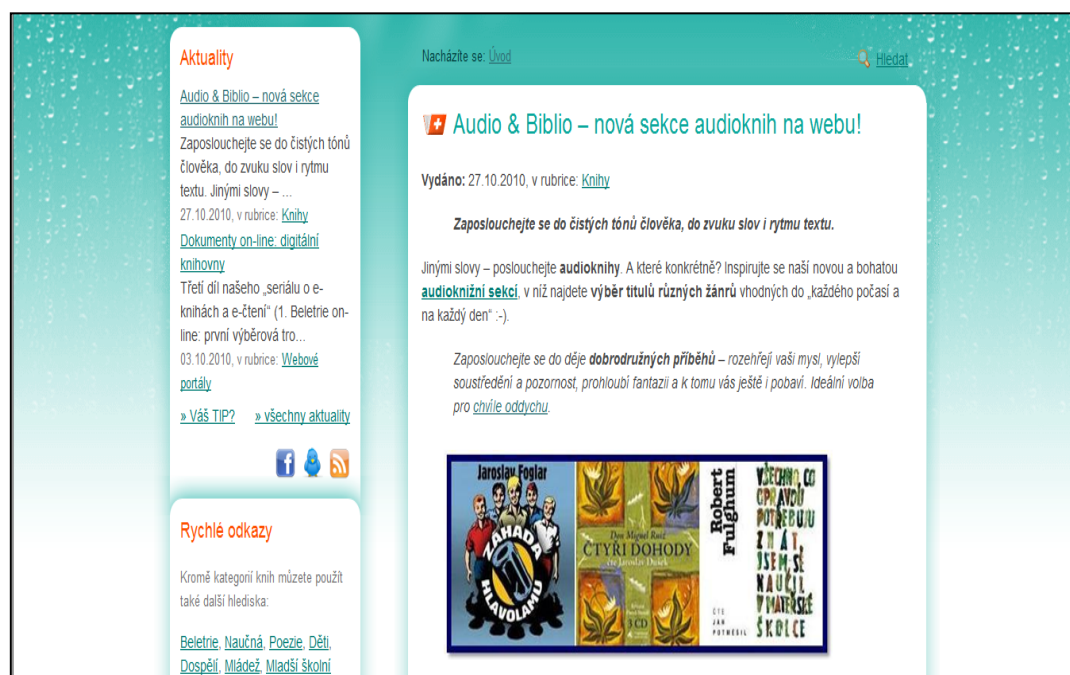 Aktuality
Audio & Biblio – nová sekce
audioknih na webu!
Zaposlouchejte se do čistých tónů
člověka, do zvuku slov i rytmu
textu. Jinými slovy – ...
27.10.2010, v rubrice: Knihy
Dokumenty on-line: digitální
knihovny
Třetí díl našeho „seriálu o e-
knihách a e-čtení“ (1. Beletrie on-
line: první výběrová tro...
03.10.2010, v rubrice: Webové
portály
» Váš TIP? » všechny aktuality
Rychlé odkazy
Kromě kategorií knih můzete použít
také další hlediska:
Beletrie, Naučná, Poezie, Děti,
Dospělí, Mládež, Mladší školní
Nacházíte se: Úvod
Hledat
Audio & Biblio – nová sekce audioknih na webu!
Vydáno: 27.10.2010, v rubrice: Knihy
Zaposlouchejte se do čistých tónů člověka, do zvuku slov i rytmu textu.
Jinými slovy – poslouchejte audioknihy. A které konkrétně? Inspirujte se naší novou a bohatou
audioknižní sekcí, v níž najdete výběr titulů různých žánrů vhodných do „každého počasí a
na každý den“ :-).
Zaposlouchejte se do děje dobrodružných příběhů – rozehřejí vaši mysl, vylepší
soustředění a pozornost, prohloubí fantazii a k tomu vás ještě i pobaví. Ideální volba
pro chvíle oddychu.
Jaroslav Foglar
ZÁHADA
HLAVOLAMU
Don Miguel Ruiz
ČTYŘI DOHODY
čte Jaroslav Dušek
3 CD
Robert
Fulghum
ČTE
JAN
POTMĚŠIL
VŠECHNO, CO
OPRAVDU
POTŘEBUJU
ZNÁT,
JSEM SE
NAUČIL
V MATEŘSKÉ
ŠKOLCE